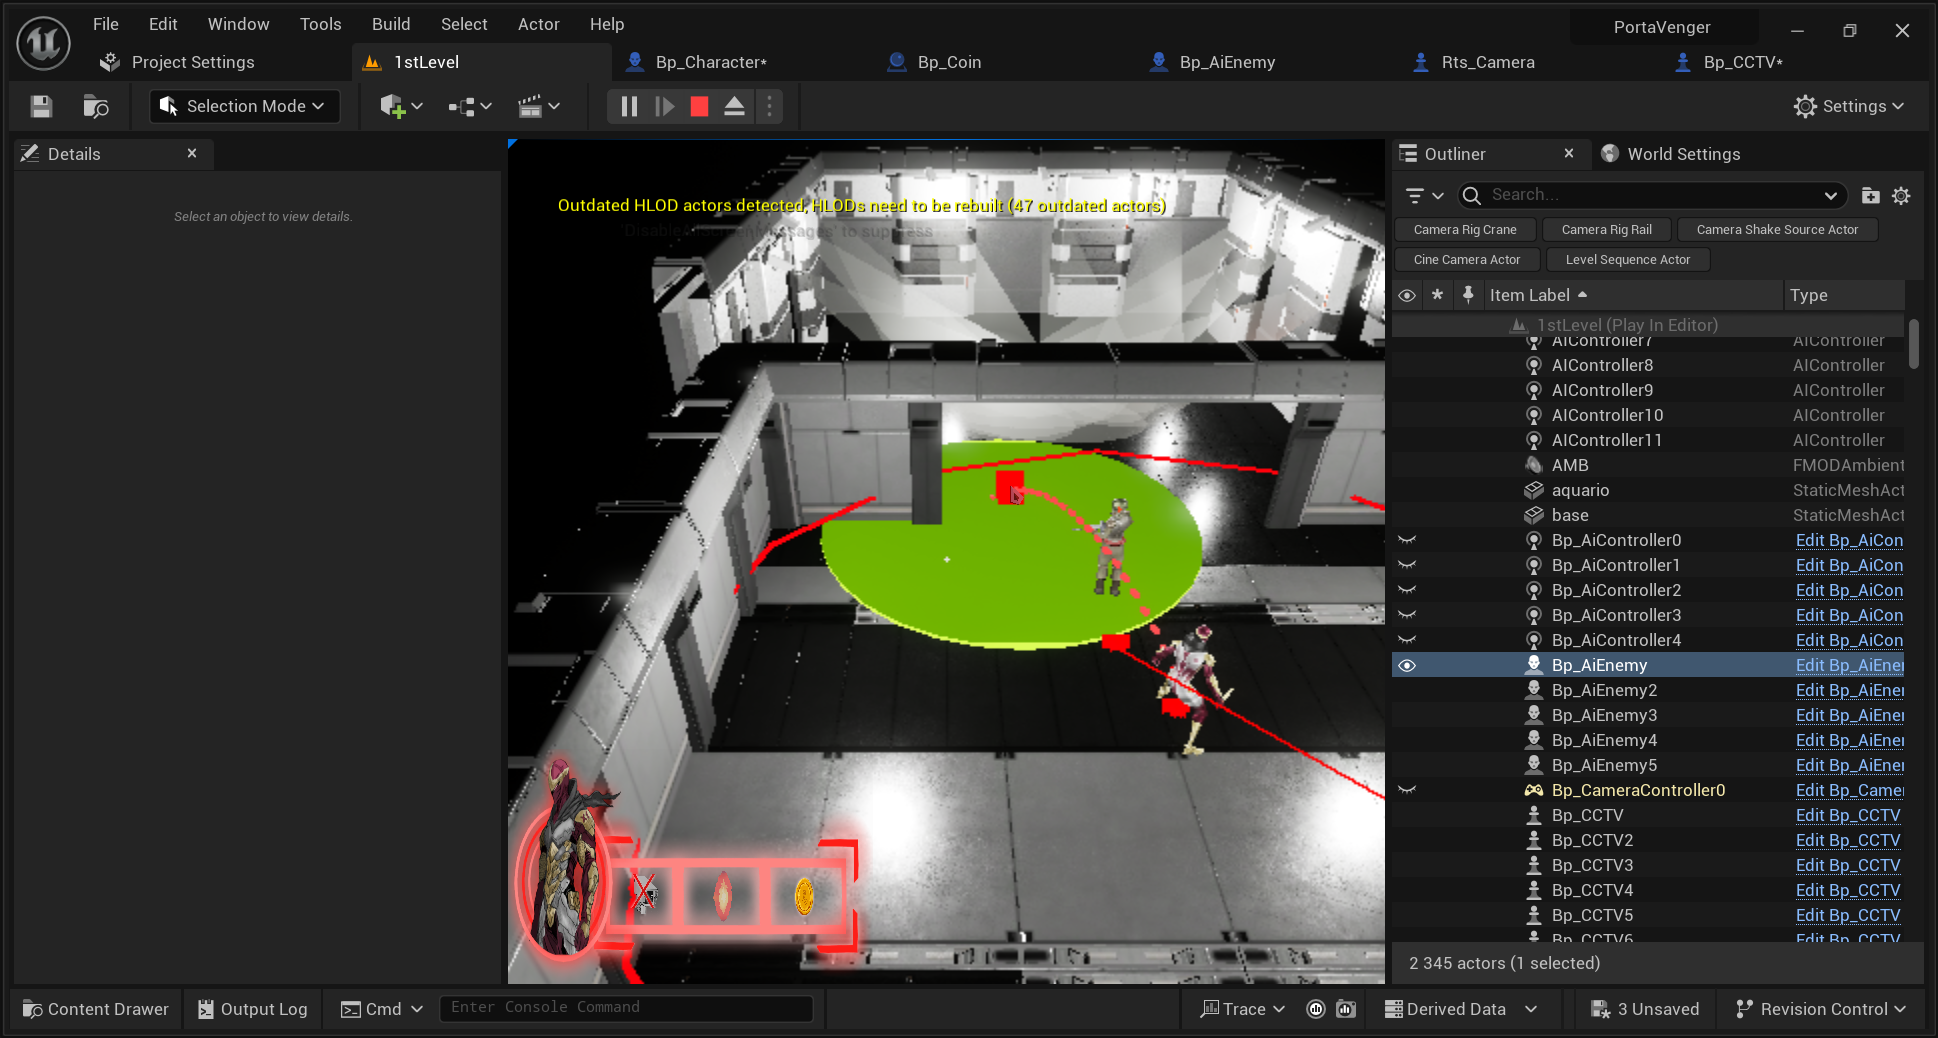 File Edit Window Tools Build Select Actor Help
PortaVenger
Project Settings
1stLevel
Bp_Character*
Bp_Coin
Bp_AiEnemy
Rts_Camera
Bp_CCTV*
Selection Mode
Settings
Details
Select an object to view details.
Outdated HLOD actors detected, HLODs need to be rebuilt (47 outdated actors)
'DisableAllScreenMessages' to suppress
Outliner
World Settings
Search...
Camera Rig Crane
Camera Rig Rail
Camera Shake Source Actor
Cine Camera Actor
Level Sequence Actor
Item Label Type
1stLevel (Play In Editor)
AIController7 AIController
AIController8 AIController
AIController9 AIController
AIController10 AIController
AIController11 AIController
AMB FMODAmbient
aquario StaticMeshAct
base StaticMeshAct
Bp_AiController0 Edit Bp_AiCon
Bp_AiController1 Edit Bp_AiCon
Bp_AiController2 Edit Bp_AiCon
Bp_AiController3 Edit Bp_AiCon
Bp_AiController4 Edit Bp_AiCon
Bp_AiEnemy Edit Bp_AiEner
Bp_AiEnemy2 Edit Bp_AiEner
Bp_AiEnemy3 Edit Bp_AiEner
Bp_AiEnemy4 Edit Bp_AiEner
Bp_AiEnemy5 Edit Bp_AiEner
Bp_CameraController0 Edit Bp_Camer
Bp_CCTV Edit Bp_CCTV
Bp_CCTV2 Edit Bp_CCTV
Bp_CCTV3 Edit Bp_CCTV
Bp_CCTV4 Edit Bp_CCTV
Bp_CCTV5 Edit Bp_CCTV
Bp_CCTV6 Edit Bp_CCTV
2 345 actors (1 selected)
Content Drawer
Output Log
Cmd
Enter Console Command
Trace
Derived Data
3 Unsaved
Revision Control